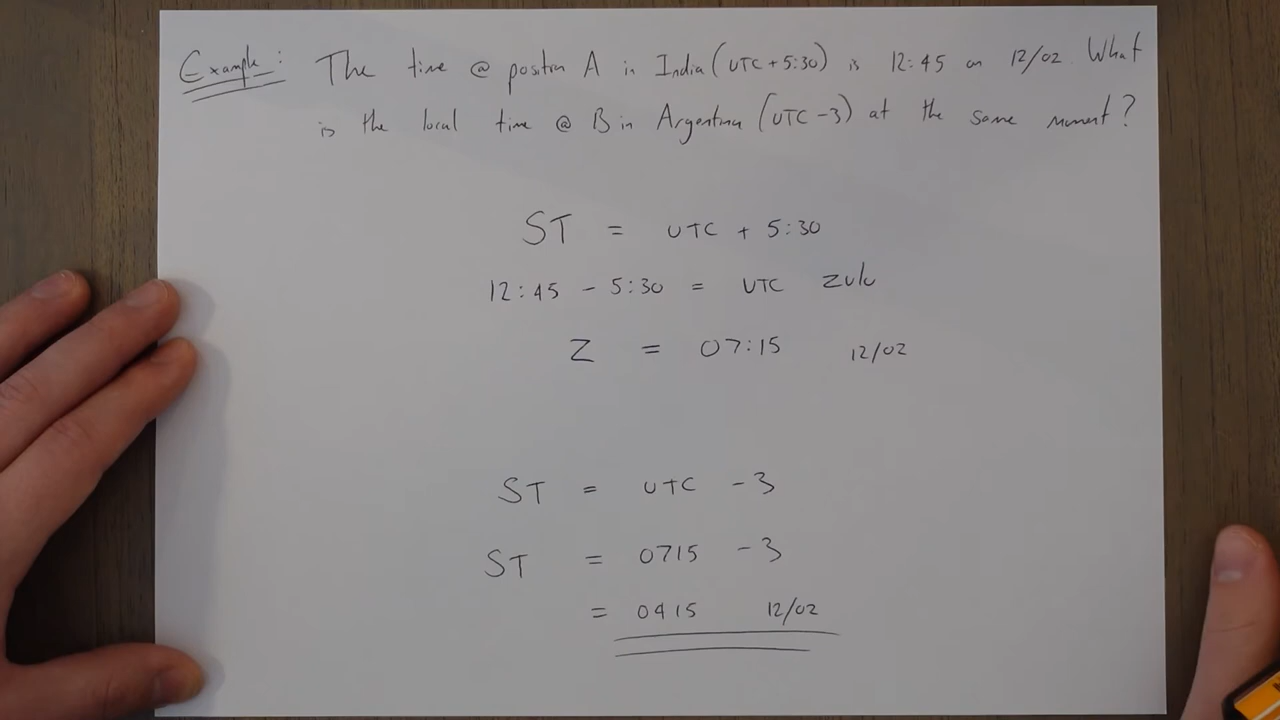 Example: The time @ position A in India (UTC + 5:30) is 12:45 on 12/02. What
is the local time @ B in Argentina (UTC - 3) at the same moment?
ST = UTC + 5:30
12:45 - 5:30 = UTC Zulu
Z = 07:15 12/02
ST = UTC - 3
ST = 0715 - 3
= 0415 12/02